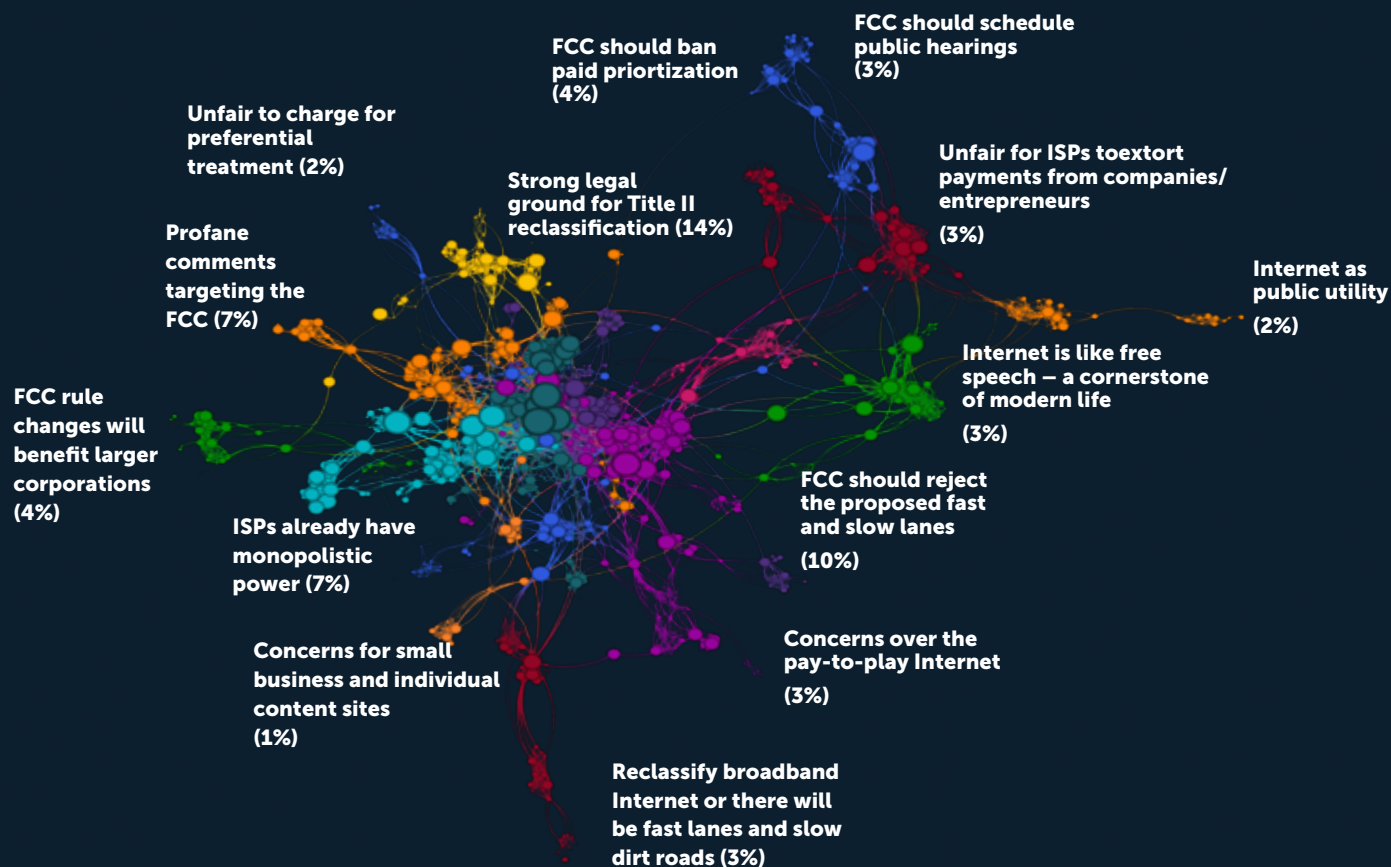 FCC should schedule
public hearings
(3%)
FCC should ban
paid priortization
(4%)
Unfair to charge for
preferential
treatment (2%)
Unfair for ISPs toextort
payments from companies/
entrepreneurs
(3%)
Strong legal
ground for Title II
reclassification (14%)
Profane
comments
targeting the
FCC (7%)
Internet as
public utility
(2%)
Internet is like free
speech – a cornerstone
of modern life
(3%)
FCC rule
changes will
benefit larger
corporations
(4%)
FCC should reject
the proposed fast
and slow lanes
(10%)
ISPs already have
monopolistic
power (7%)
Concerns over the
pay-to-play Internet
(3%)
Concerns for small
business and individual
content sites
(1%)
Reclassify broadband
Internet or there will
be fast lanes and slow
dirt roads (3%)